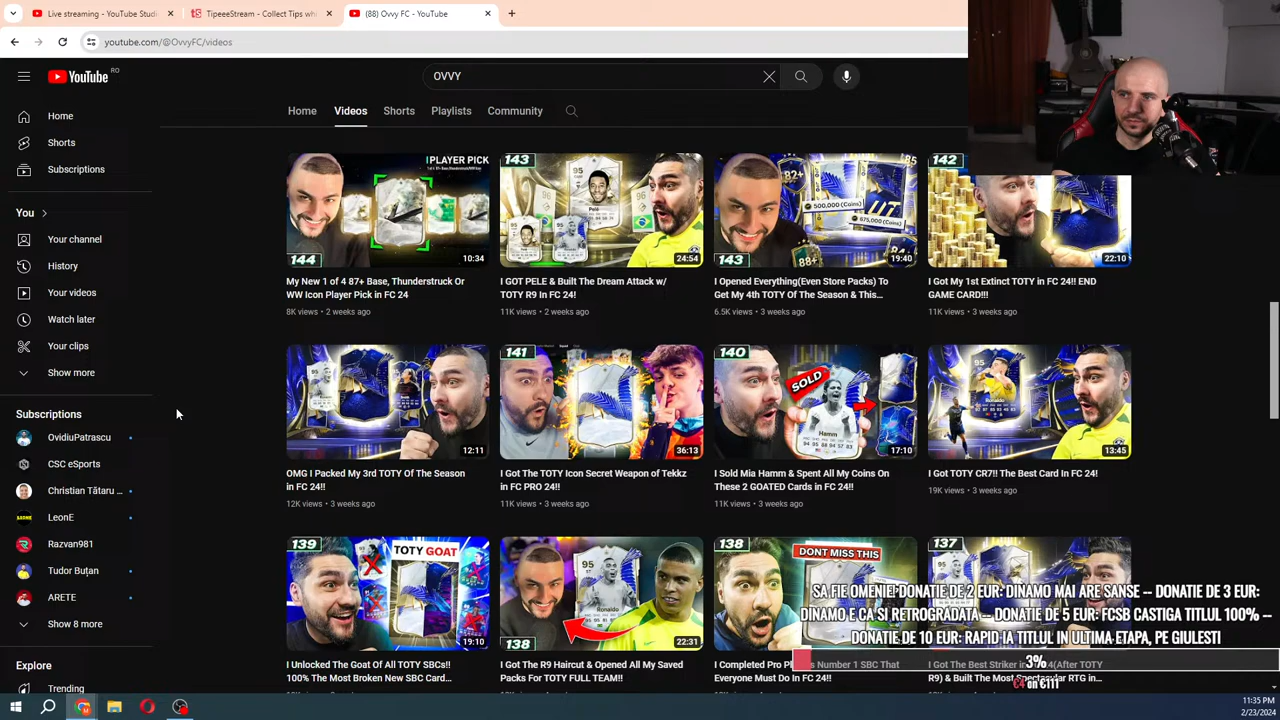 Live streaming - YouTube Studi
TipeeeStream - Collect Tips whi
(88) Ovvy FC - YouTube
youtube.com/@OvvyFC/videos
YouTube RO
OVVY
Home
Videos
Shorts
Playlists
Community
Home
Shorts
Subscriptions
You
Your channel
History
Your videos
Watch later
Your clips
Show more
Subscriptions
OvidiuPatrascu
CSC eSports
Christian Tătaru ...
LeonE
Razvan981
Tudor Buțan
ARETE
Show 8 more
Explore
Trending
PLAYER PICK
144
10:34
My New 1 of 4 87+ Base, Thunderstruck Or
WW Icon Player Pick in FC 24
8K views • 2 weeks ago
143
95
Pelé
24:54
I GOT PELE & Built The Dream Attack w/
TOTY R9 In FC 24!
11K views • 2 weeks ago
82+
500,000 (Coins)
675,000 (Coins)
84+
143
19:40
I Opened Everything(Even Store Packs) To
Get My 4th TOTY Of The Season & This...
6.5K views • 3 weeks ago
142
22:10
I Got My 1st Extinct TOTY in FC 24!! END
GAME CARD!!!
11K views • 3 weeks ago
12:11
OMG I Packed My 3rd TOTY Of The Season
in FC 24!!
12K views • 3 weeks ago
141
36:13
I Got The TOTY Icon Secret Weapon of Tekkz
in FC PRO 24!!
11K views • 3 weeks ago
140
SOLD
Hamm
17:10
I Sold Mia Hamm & Spent All My Coins On
These 2 GOATED Cards in FC 24!!
11K views • 3 weeks ago
Ronaldo
13:45
I Got TOTY CR7!! The Best Card In FC 24!
19K views • 3 weeks ago
139
TOTY GOAT
19:10
I Unlocked The Goat Of All TOTY SBCs!!
100% The Most Broken New SBC Card...
95
Ronaldo
138
22:31
I Got The R9 Haircut & Opened All My Saved
Packs For TOTY FULL TEAM!!
138
DONT MISS THIS
I Completed Pro P
s Number 1 SBC That
Everyone Must Do In FC 24!!
137
I Got The Best Striker i
R9) & Built The Most
SA FIE OMENIE! DONATIE DE 2 EUR: DINAMO MAI ARE SANSE -- DONATIE DE 3 EUR:
DINAMO E CA SI RETROGRADATA -- DONATIE DE 5 EUR: FCSB CASTIGA TITLUL 100% --
DONATIE DE 10 EUR: RAPID IA TITLUL IN ULTIMA ETAPA, PE GIULESTI
3%
11:35 PM
2/23/2024